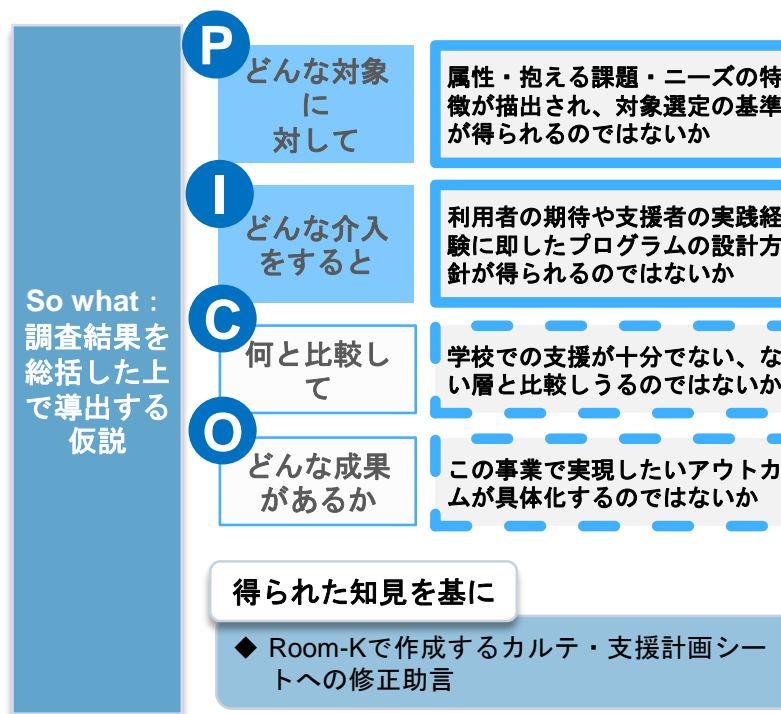 So what：
調査結果を
総括した上
で導出する
仮説
P
どんな対象
に
対して
属性・抱える課題・ニーズの特
徴が描出され、対象選定の基準
が得られるのではないか
I
どんな介入
をすると
利用者の期待や支援者の実践経
験に即したプログラムの設計方
針が得られるのではないか
C
何と比較し
て
学校での支援が十分でない、な
い層と比較しうるのではないか
O
どんな成果
があるか
この事業で実現したいアウトカ
ムが具体化するのではないか
得られた知見を基に
◆ Room-Kで作成するカルテ・支援計画シー
トへの修正助言